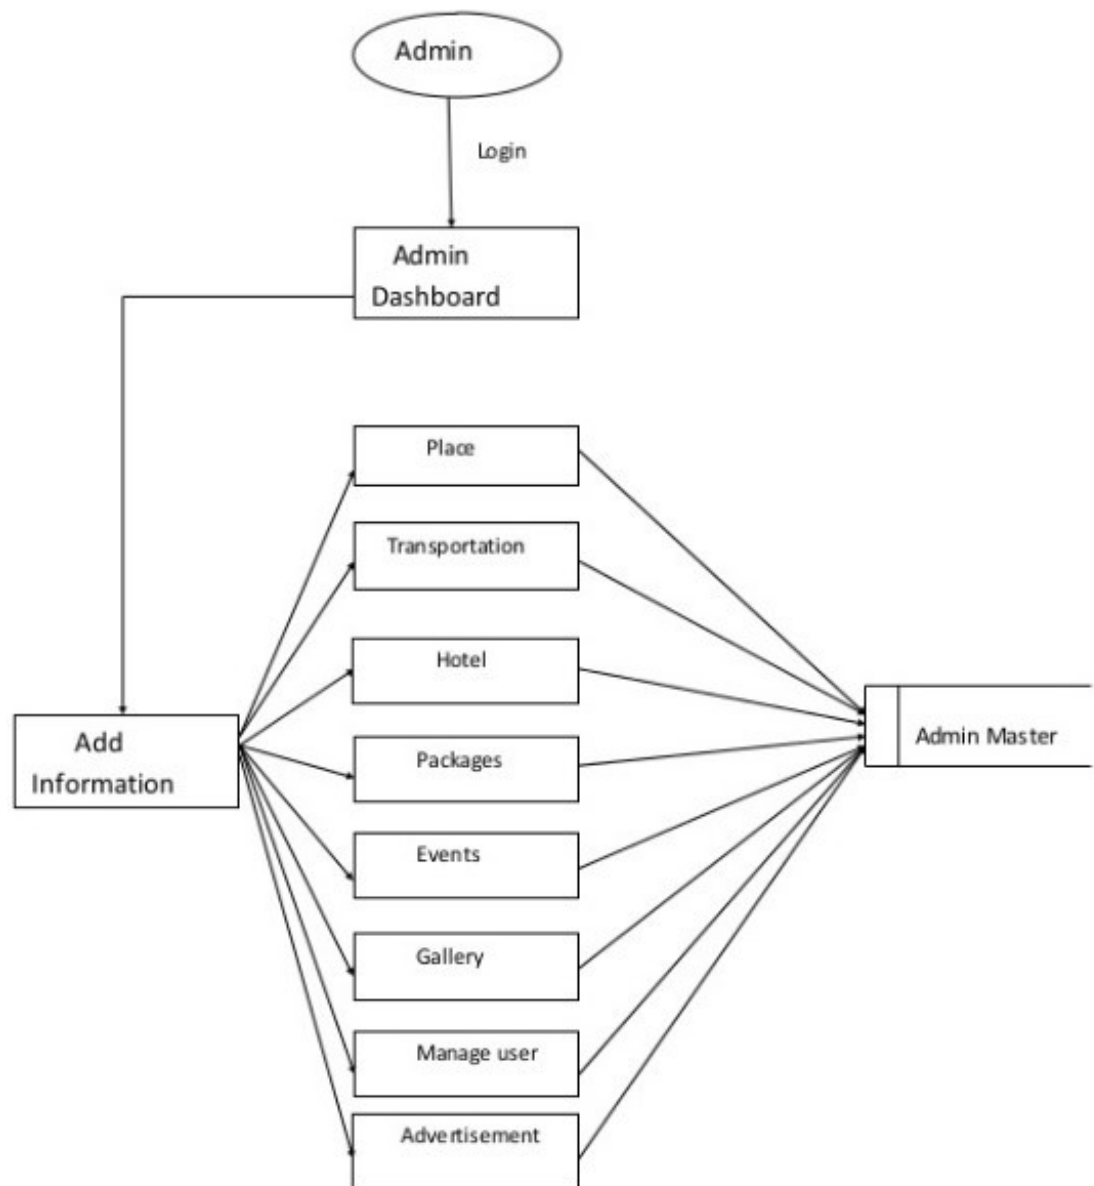 Admin
Login
Admin
Dashboard
Place
Transportation
Hotel
Add
Information
Packages
Admin Master
Events
Gallery
Manage user
Advertisement